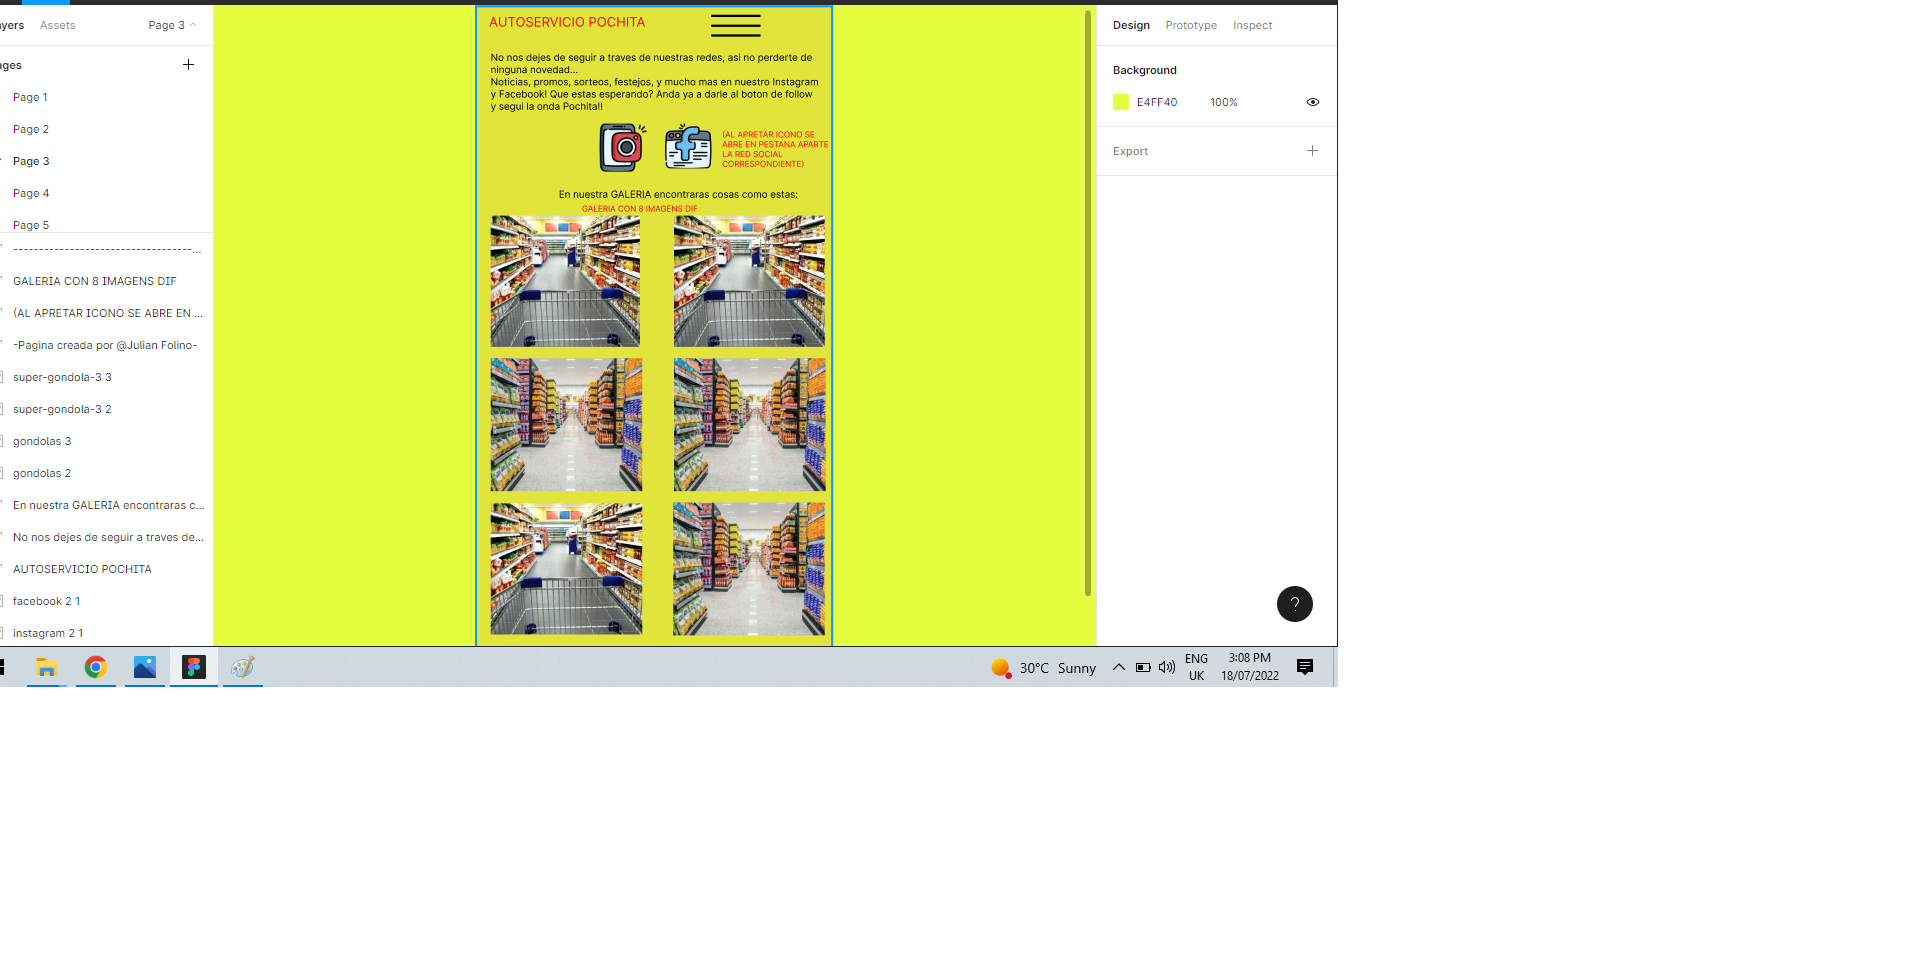 yers
Assets
Page 3
ages
Page 1
Page 2
Page 3
Page 4
Page 5
-----------------------------------...
GALERIA CON 8 IMAGENS DIF
(AL APRETAR ICONO SE ABRE EN ...
-Pagina creada por @Julian Folino-
super-gondola-3 3
super-gondola-3 2
gondolas 3
gondolas 2
En nuestra GALERIA encontraras c...
No nos dejes de seguir a traves de...
AUTOSERVICIO POCHITA
facebook 2 1
instagram 2 1
AUTOSERVICIO POCHITA
No nos dejes de seguir a traves de nuestras redes, asi no perderte de
ninguna novedad...
Noticias, promos, sorteos, festejos, y mucho mas en nuestro Instagram
y Facebook! Que estas esperando? Anda ya a darle al boton de follow
y segui la onda Pochita!!
(AL APRETAR ICONO SE
ABRE EN PESTANA APARTE
LA RED SOCIAL
CORRESPONDIENTE)
En nuestra GALERIA encontraras cosas como estas:
GALERIA CON 8 IMAGENS DIF
Design
Prototype
Inspect
Background
E4FF40
100%
Export
?
30°C Sunny
ENG
UK
3:08 PM
18/07/2022